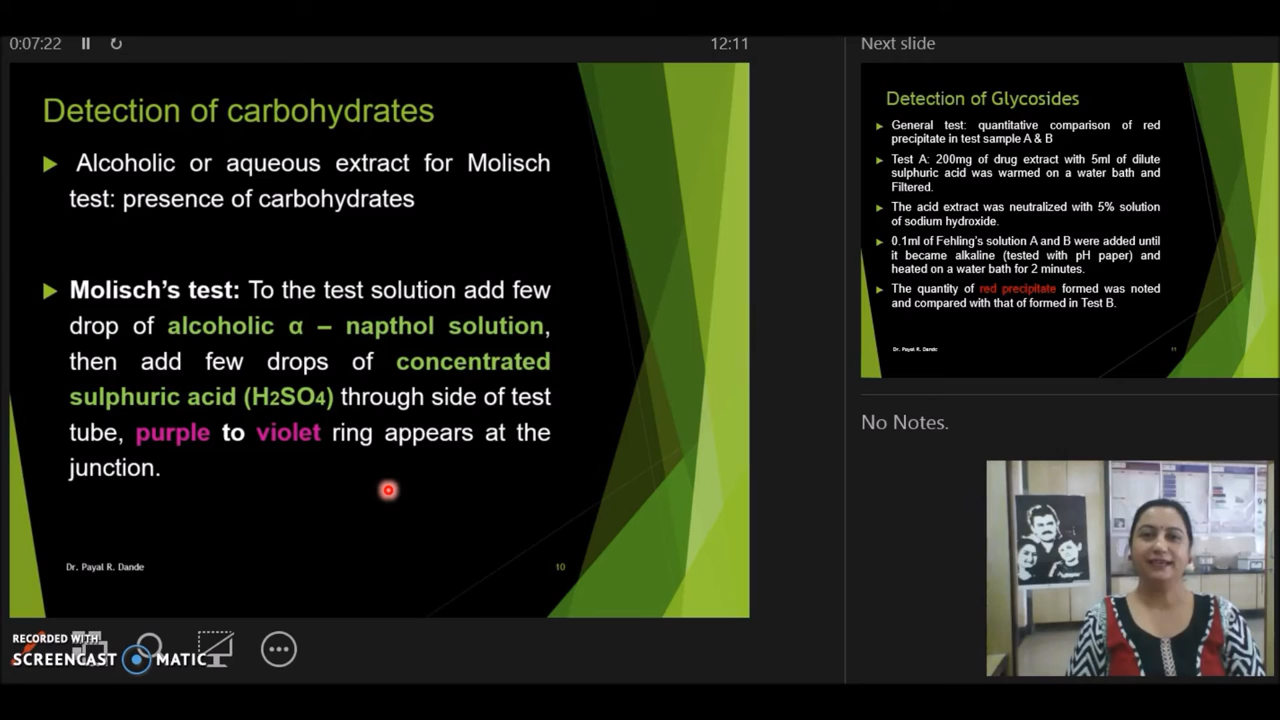 0:07:22
12:11
Next slide
Detection of carbohydrates
Alcoholic or aqueous extract for Molisch
test: presence of carbohydrates
Molisch's test: To the test solution add few
drop of alcoholic α – napthol solution,
then add few drops of concentrated
sulphuric acid (H2SO4) through side of test
tube, purple to violet ring appears at the
junction.
Dr. Payal R. Dande
10
Detection of Glycosides
General test: quantitative comparison of red
precipitate in test sample A & B
Test A: 200mg of drug extract with 5ml of dilute
sulphuric acid was warmed on a water bath and
Filtered.
The acid extract was neutralized with 5% solution
of sodium hydroxide.
0.1ml of Fehling's solution A and B were added until
it became alkaline (tested with pH paper) and
heated on a water bath for 2 minutes.
The quantity of red precipitate formed was noted
and compared with that of formed in Test B.
Dr. Payal R. Dande
11
No Notes.
RECORDED WITH
SCREENCAST MATIC